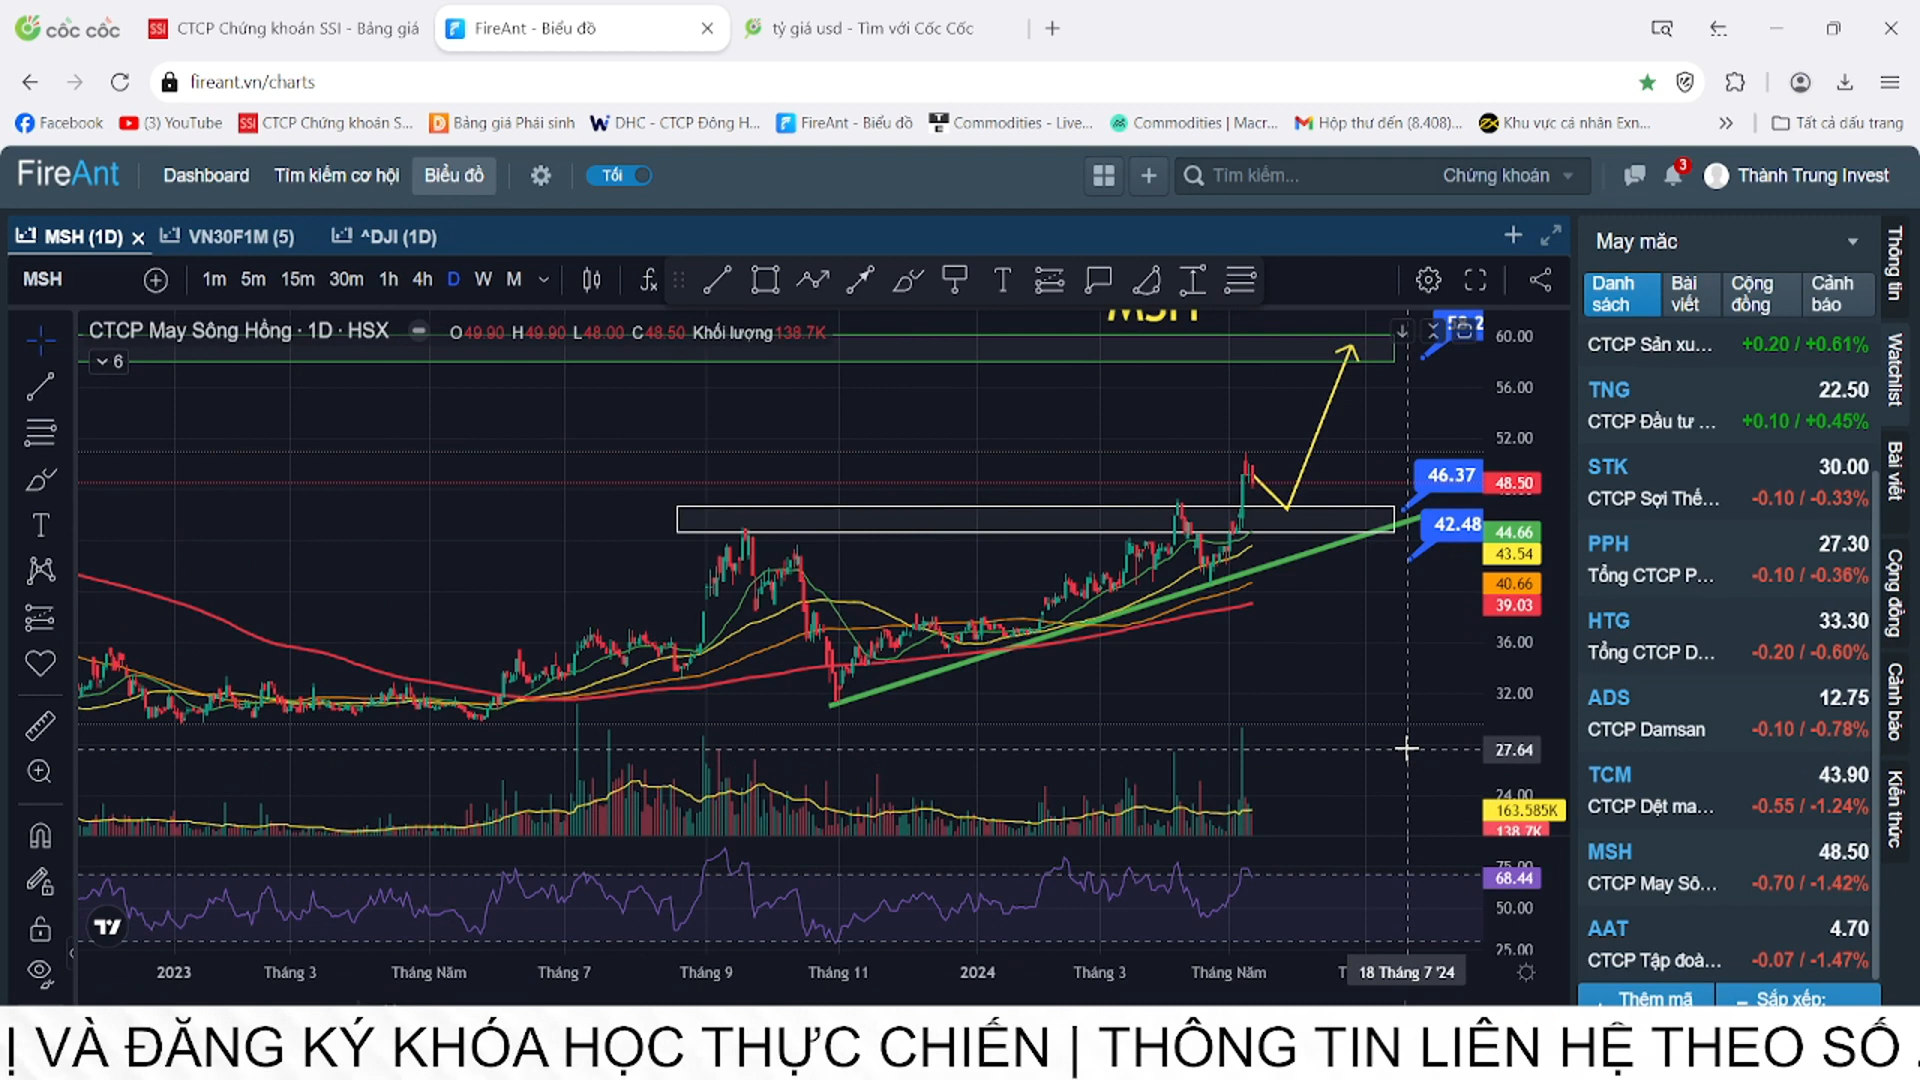 cốc cốc
CTCP Chứng khoán SSI - Bảng giá
FireAnt - Biểu đồ
tỷ giá usd - Tìm với Cốc Cốc
fireant.vn/charts
Facebook
(3) YouTube
CTCP Chứng khoán S...
Bảng giá Phái sinh
DHC - CTCP Đông H...
FireAnt - Biểu đồ
Commodities - Live...
Commodities | Macr...
Hộp thư đến (8.408)...
Khu vực cá nhân Exn...
Tất cả dấu trang
FireAnt
Dashboard
Tìm kiếm cơ hội
Biểu đồ
Tối
Tìm kiếm...
Chứng khoán
3
Thành Trung Invest
MSH (1D)
VN30F1M (5)
^DJI (1D)
MSH
1m 5m 15m 30m 1h 4h D W M
CTCP May Sông Hồng · 1D · HSX
O49.90 H49.90 L48.00 C48.50 Khối lượng 138.7K
6
MSH
60.00
56.00
52.00
46.37
48.50
42.48
44.66
43.54
40.66
39.03
36.00
32.00
27.64
24.00
163.585K
138.7K
75.00
68.44
50.00
25.00
2023
Tháng 3
Tháng Năm
Tháng 7
Tháng 9
Tháng 11
2024
Tháng 3
Tháng Năm
18 Tháng 7 '24
May mắc
Danh sách
Bài viết
Cộng đồng
Cảnh báo
CTCP Sản xu... +0.20 / +0.61%
TNG 22.50
CTCP Đầu tư ... +0.10 / +0.45%
STK 30.00
CTCP Sợi Thế... -0.10 / -0.33%
PPH 27.30
Tổng CTCP P... -0.10 / -0.36%
HTG 33.30
Tổng CTCP D... -0.20 / -0.60%
ADS 12.75
CTCP Damsan -0.10 / -0.78%
TCM 43.90
CTCP Dệt ma... -0.55 / -1.24%
MSH 48.50
CTCP May Sô... -0.70 / -1.42%
AAT 4.70
CTCP Tập đoà... -0.07 / -1.47%
Thêm mã
Sắp xếp:
Thông tin
Watchlist
Bài viết
Cộng đồng
Cảnh báo
Kiến thức
Ị VÀ ĐĂNG KÝ KHÓA HỌC THỰC CHIẾN | THÔNG TIN LIÊN HỆ THEO SỐ